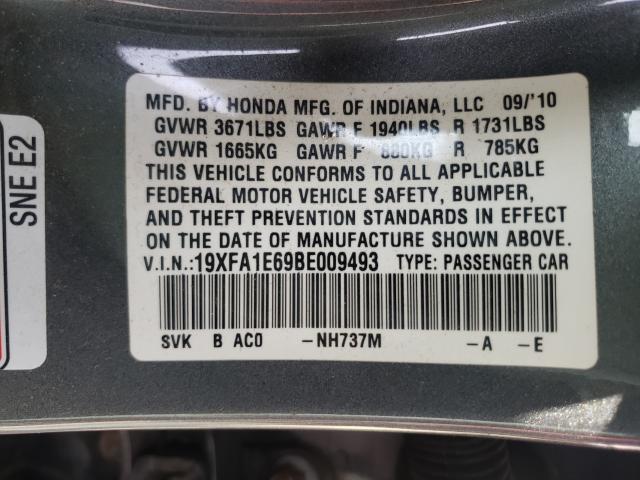 MFD. BY HONDA MFG. OF INDIANA, LLC 09/'10
GVWR 3671LBS GAWR F 1940LBS R 1731LBS
GVWR 1665KG GAWR F 880KG R 785KG
THIS VEHICLE CONFORMS TO ALL APPLICABLE
FEDERAL MOTOR VEHICLE SAFETY, BUMPER,
AND THEFT PREVENTION STANDARDS IN EFFECT
ON THE DATE OF MANUFACTURE SHOWN ABOVE.
V.I.N.:19XFA1E69BE009493 TYPE: PASSENGER CAR
SVK B AC0 -NH737M -A -E
SNE E2